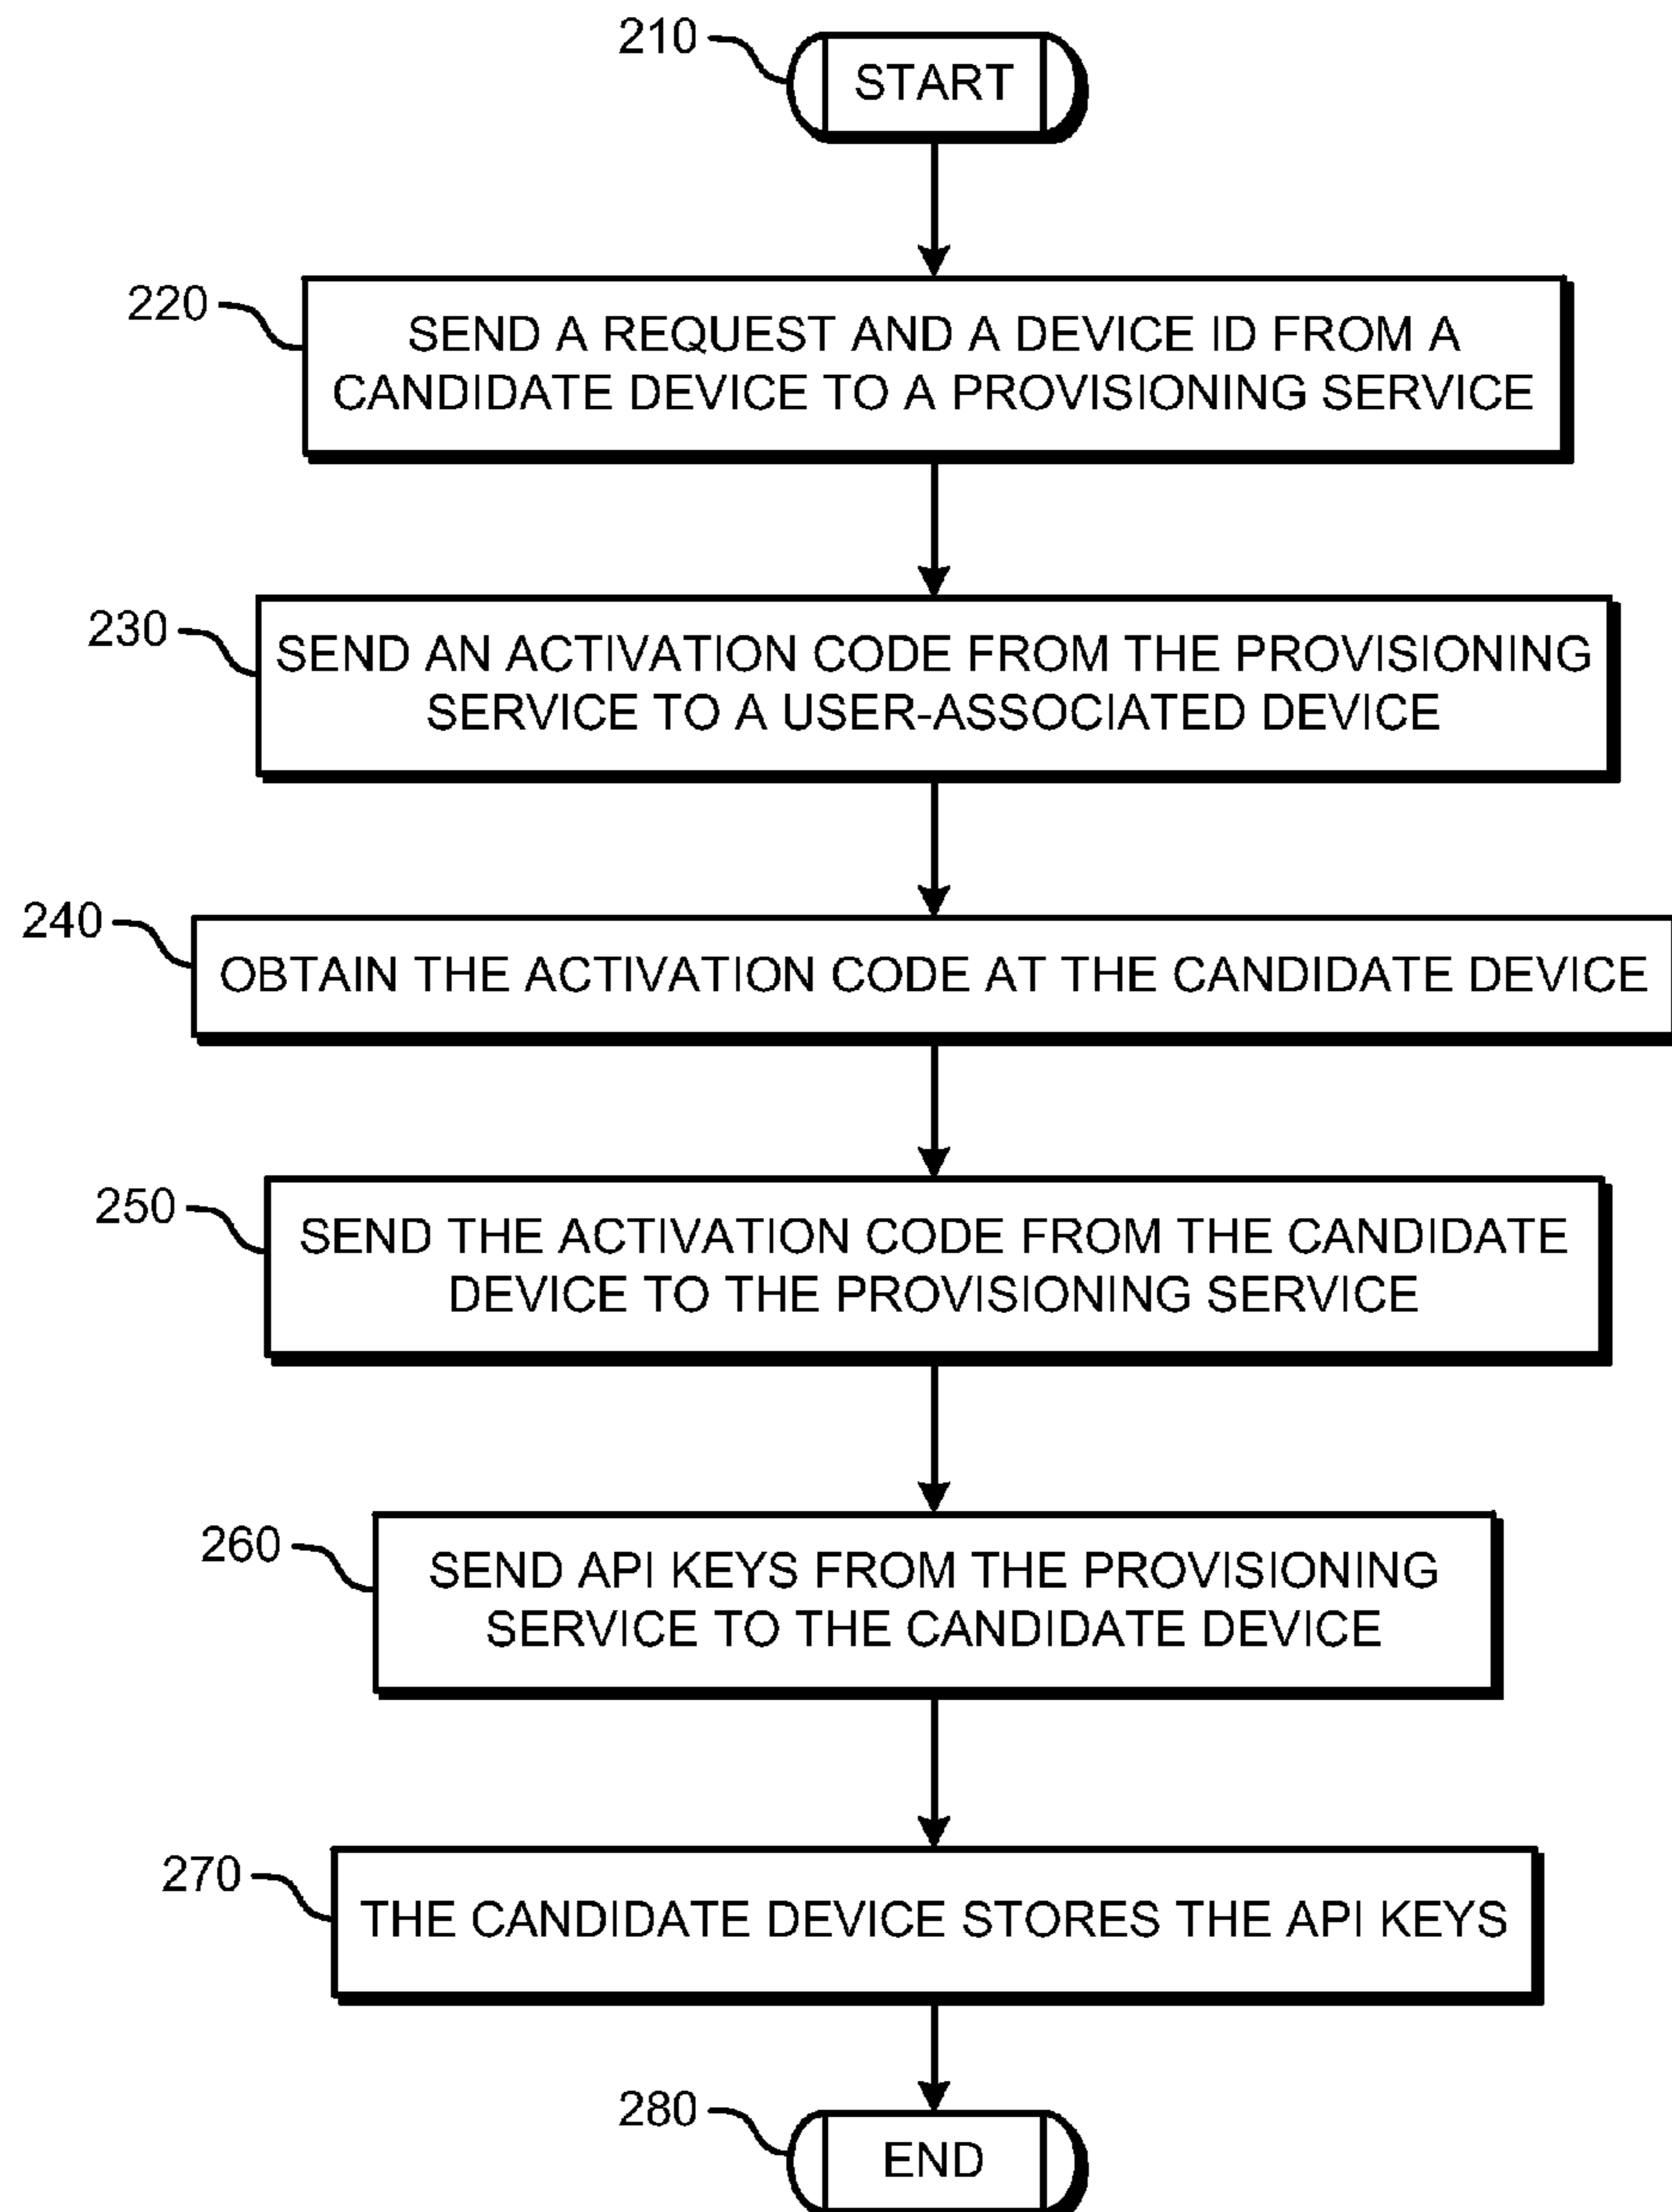 210
START
220
SEND A REQUEST AND A DEVICE ID FROM A
CANDIDATE DEVICE TO A PROVISIONING SERVICE
230
SEND AN ACTIVATION CODE FROM THE PROVISIONING
SERVICE TO A USER-ASSOCIATED DEVICE
240
OBTAIN THE ACTIVATION CODE AT THE CANDIDATE DEVICE
250
SEND THE ACTIVATION CODE FROM THE CANDIDATE
DEVICE TO THE PROVISIONING SERVICE
260
SEND API KEYS FROM THE PROVISIONING
SERVICE TO THE CANDIDATE DEVICE
270
THE CANDIDATE DEVICE STORES THE API KEYS
280
END